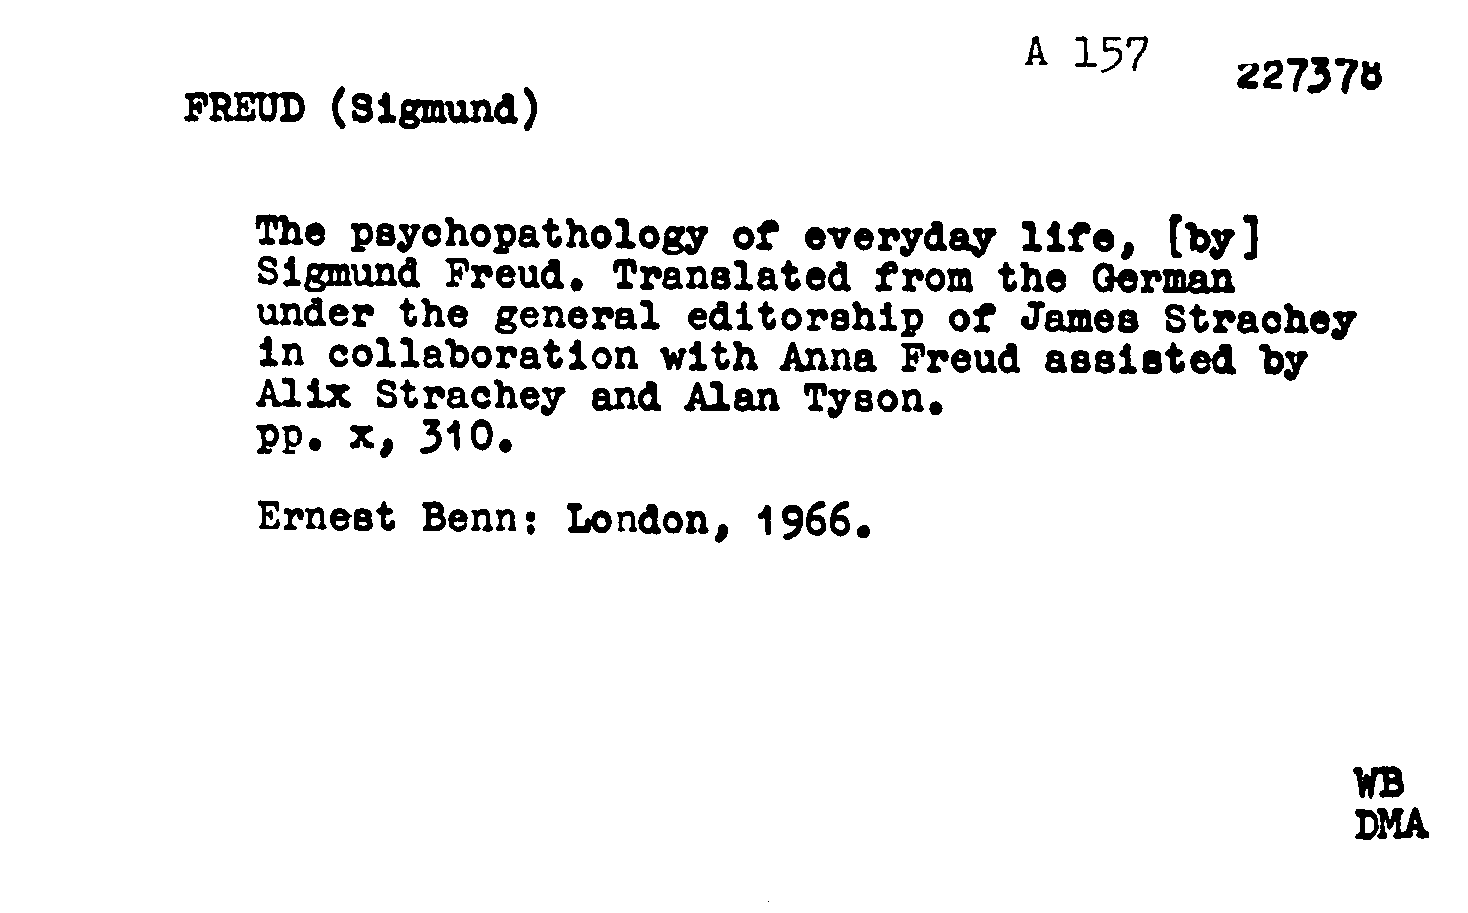 A 157
227378
FREUD (Sigmund)
The psychopathology of everyday life, [by]
Sigmund Freud. Translated from the German
under the general editorship of James Strachey
in collaboration with Anna Freud assisted by
Alix Strachey and Alan Tyson.
pp. x, 310.
Ernest Benn: London, 1966.
WB
DMA